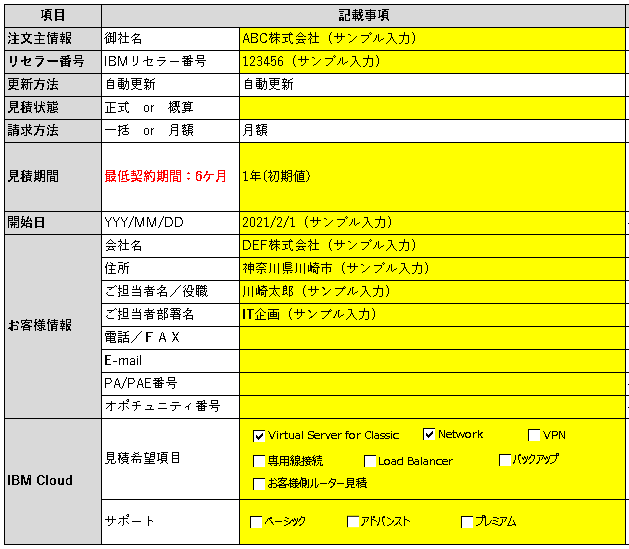 項目 記載事項
注文主情報 御社名 ABC株式会社（サンプル入力）
リセラー番号 IBMリセラー番号 123456（サンプル入力）
更新方法 自動更新 自動更新
見積状態 正式　or　概算
請求方法 一括　or　月額 月額
見積期間 最低契約期間：6ケ月 1年(初期値)
開始日 YYY/MM/DD 2021/2/1（サンプル入力）
お客様情報 会社名 DEF株式会社（サンプル入力）
住所 神奈川県川崎市（サンプル入力）
ご担当者名／役職 川崎太郎（サンプル入力）
ご担当者部署名 IT企画（サンプル入力）
電話／ＦＡＸ
E-mail
PA/PAE番号
オポチュニティ番号
IBM Cloud 見積希望項目 Virtual Server for Classic Network VPN
専用線接続 Load Balancer バックアップ
お客様側ルーター見積
サポート ベーシック アドバンスト プレミアム